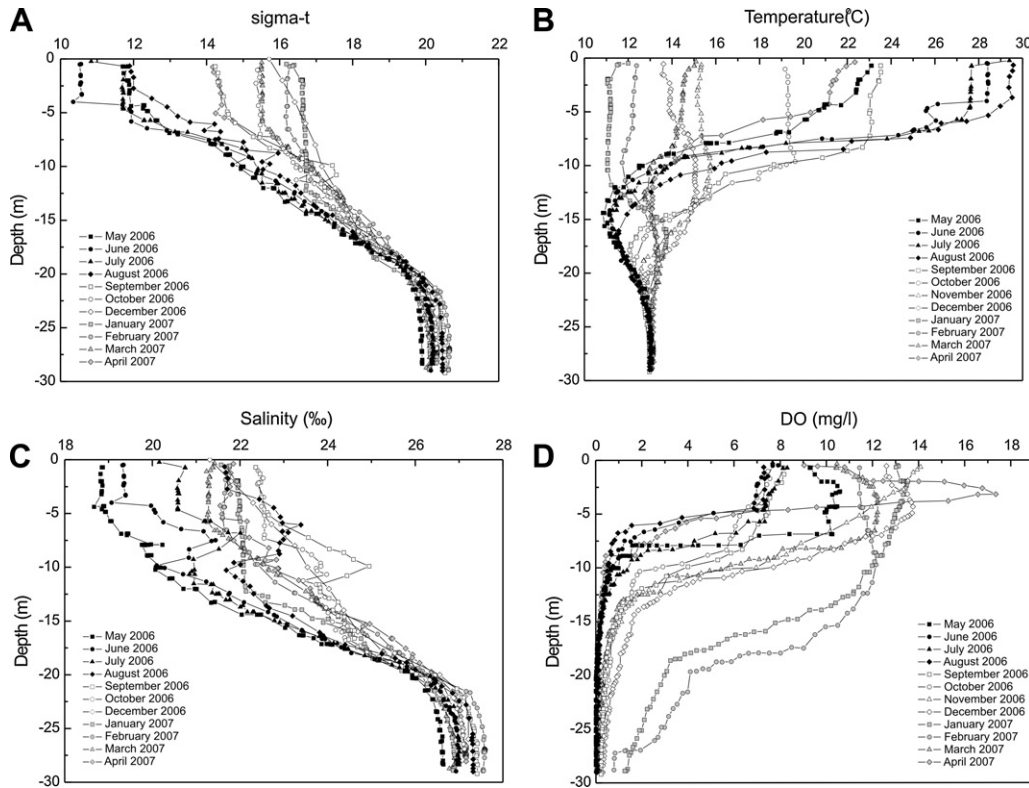 A
sigma-t
10 12 14 16 18 20 22
0
-5
-10
-15
-20
-25
-30
Depth (m)
May 2006
June 2006
July 2006
August 2006
September 2006
October 2006
December 2006
January 2007
February 2007
March 2007
April 2007
B
Temperature(°C)
10 12 14 16 18 20 22 24 26 28 30
0
-5
-10
-15
-20
-25
-30
Depth (m)
May 2006
June 2006
July 2006
August 2006
September 2006
October 2006
November 2006
December 2006
January 2007
February 2007
March 2007
April 2007
C
Salinity (‰)
18 20 22 24 26 28
0
-5
-10
-15
-20
-25
-30
Depth (m)
May 2006
June 2006
July 2006
August 2006
September 2006
October 2006
December 2006
January 2007
February 2007
March 2007
April 2007
D
DO (mg/l)
0 2 4 6 7 8 10 12 14 16 18
0
-5
-10
-15
-20
-25
-30
Depth (m)
May 2006
June 2006
July 2006
August 2006
September 2006
October 2006
November 2006
December 2006
January 2007
February 2007
March 2007
April 2007